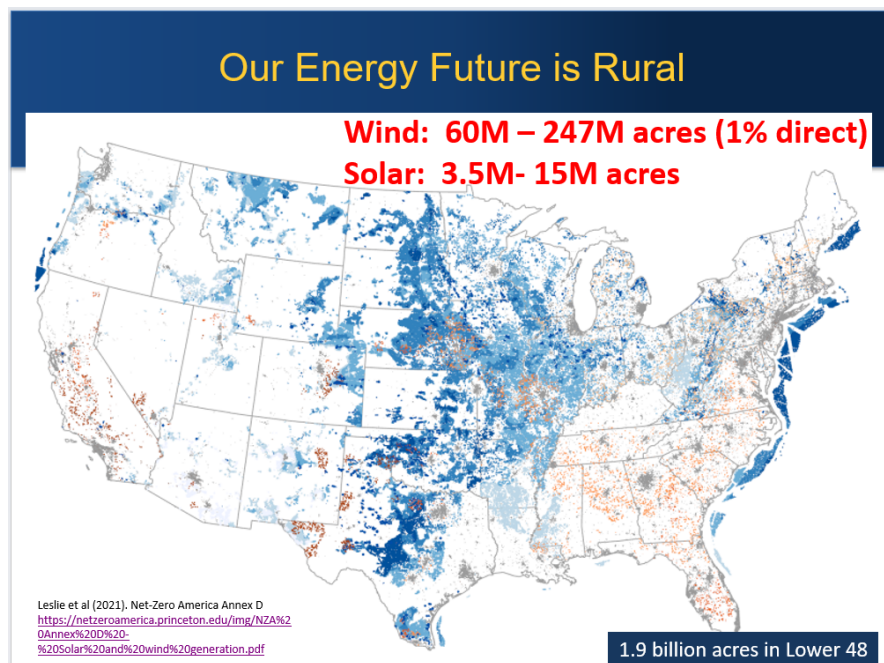 Our Energy Future is Rural
Wind:  60M – 247M acres (1% direct)
Solar:  3.5M- 15M acres
Leslie et al (2021). Net-Zero America Annex D
https://netzeroamerica.princeton.edu/img/NZA%2
0Annex%20D%20-
%20Solar%20and%20wind%20generation.pdf
1.9 billion acres in Lower 48